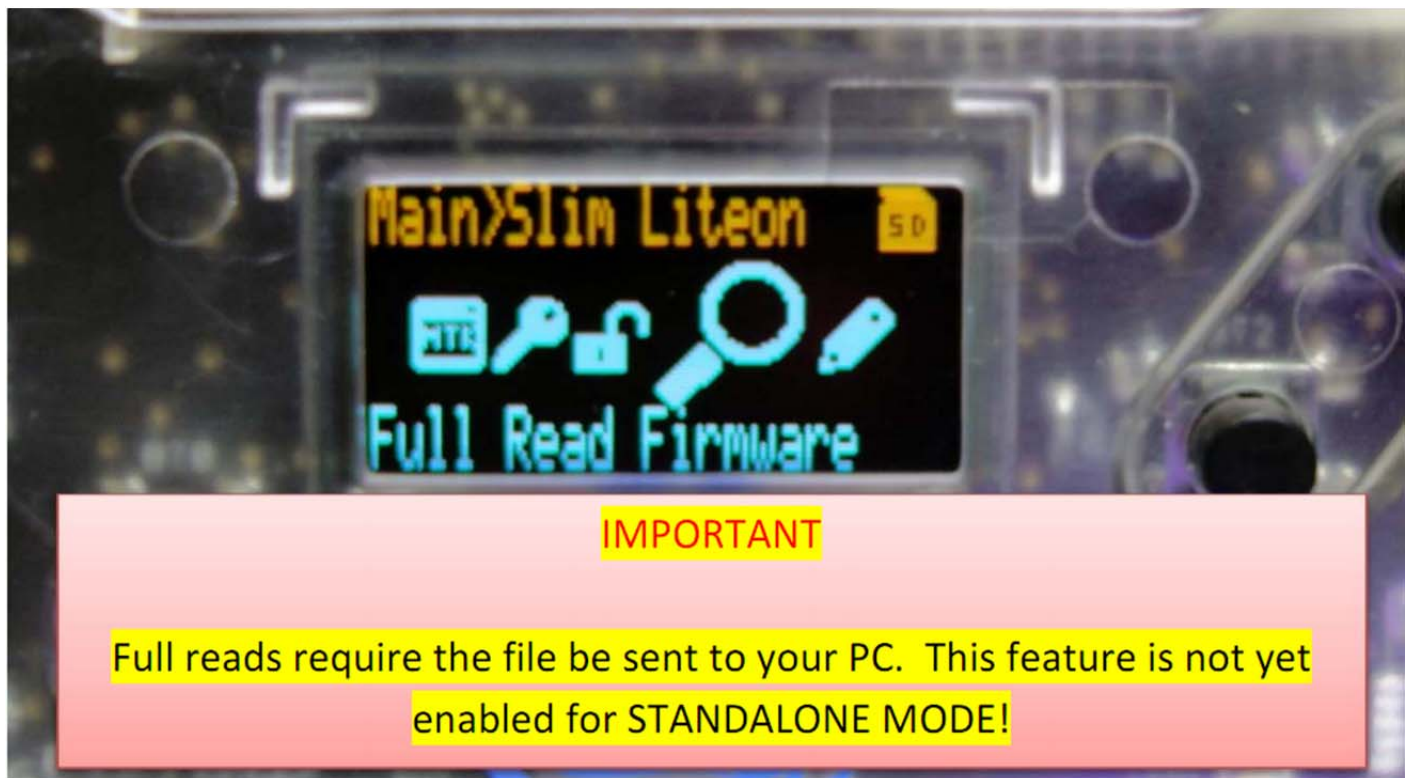 Main>Slim Liteon SD
MTK
Full Read Firmware
IMPORTANT
Full reads require the file be sent to your PC.  This feature is not yet
enabled for STANDALONE MODE!